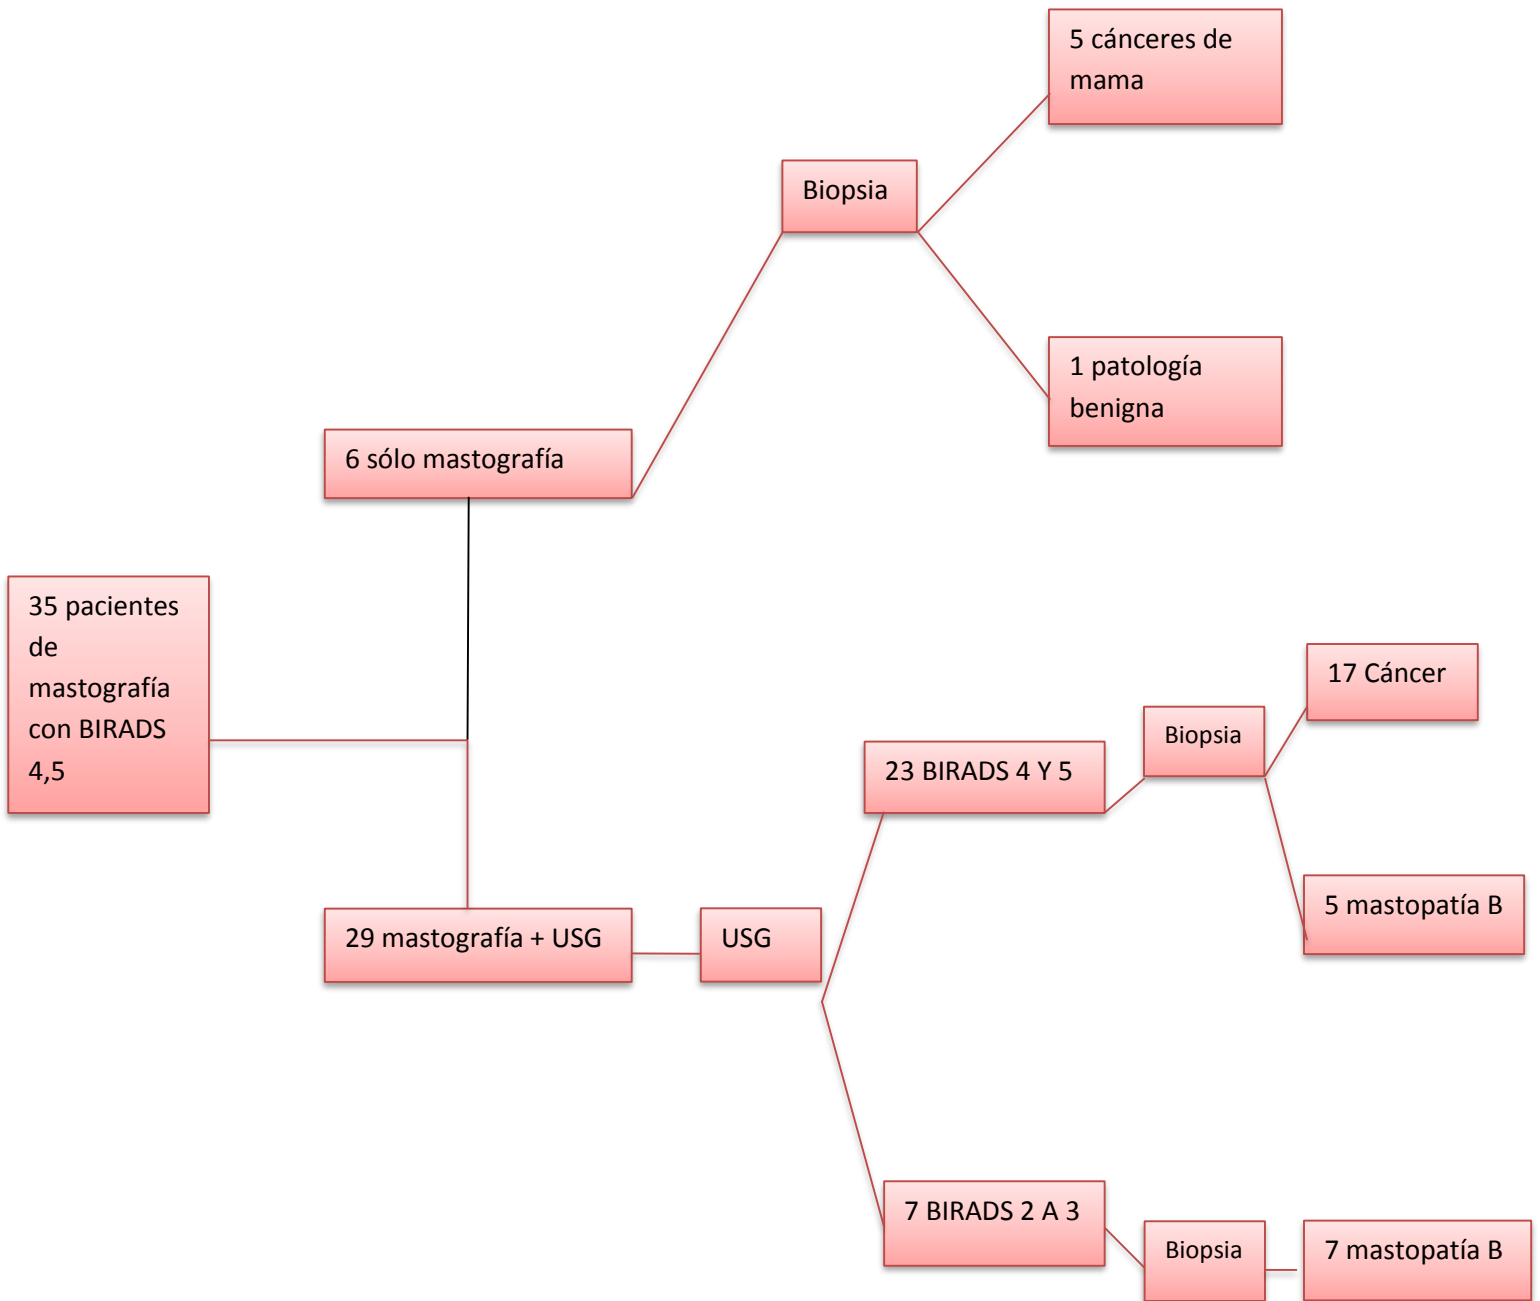 5 cánceres de
mama
Biopsia
1 patología
benigna
6 sólo mastografía
35 pacientes
de
mastografía
con BIRADS
4,5
17 Cáncer
Biopsia
23 BIRADS 4 Y 5
5 mastopatía B
29 mastografía + USG
USG
7 BIRADS 2 A 3
Biopsia
7 mastopatía B